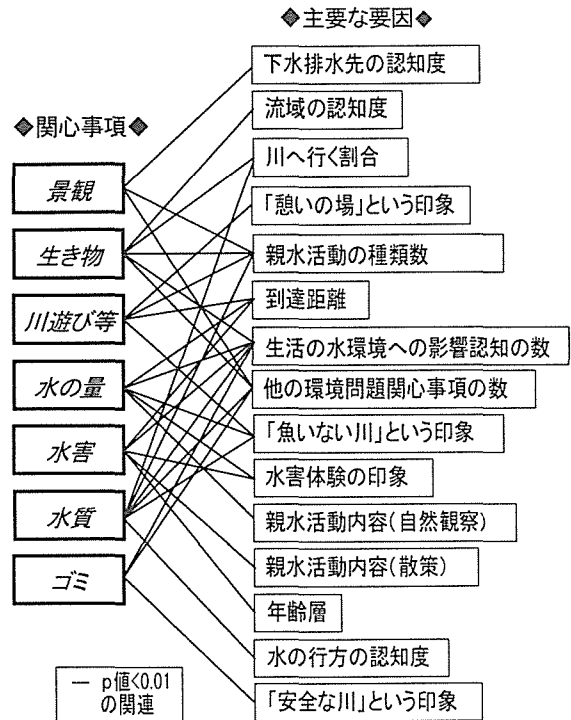 ◆主要な要因◆
下水排水先の認知度
流域の認知度
◆関心事項◆
川へ行く割合
景観
「憩いの場」という印象
生き物
親水活動の種類数
到達距離
川遊び等
生活の水環境への影響認知の数
水の量
他の環境問題関心事項の数
「魚いない川」という印象
水害
水害体験の印象
水質
親水活動内容(自然観察)
親水活動内容(散策)
ゴミ
年齢層
水の行方の認知度
― p値<0.01
の関連
「安全な川」という印象